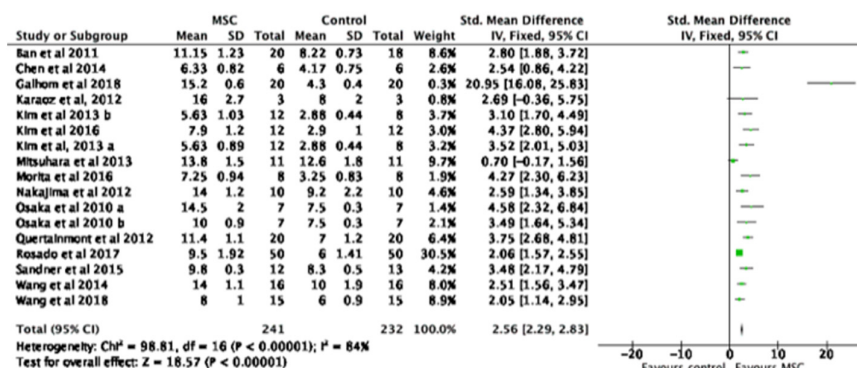 MSC Control Std. Mean Difference Std. Mean Difference
Study or Subgroup Mean SD Total Mean SD Total Weight IV, Fixed, 95% CI IV, Fixed, 95% CI
Ban et al 2011 11.15 1.23 20 8.22 0.73 18 8.6% 2.80 [1.88, 3.72]
Chen et al 2014 6.33 0.82 6 4.17 0.75 6 2.6% 2.54 [0.86, 4.22]
Galhom et al 2018 15.2 0.6 20 4.3 0.4 20 0.3% 20.95 [16.08, 25.83]
Karaoz et al, 2012 16 2.7 3 8 2 3 0.8% 2.69 [-0.36, 5.75]
Kim et al 2013 b 5.63 1.03 12 2.88 0.44 8 3.7% 3.10 [1.70, 4.49]
Kim et al 2016 7.9 1.2 12 2.9 1 12 3.0% 4.37 [2.80, 5.94]
Kim et al, 2013 a 5.63 0.89 12 2.88 0.44 8 3.2% 3.52 [2.01, 5.03]
Mitsuhara et al 2013 13.8 1.5 11 12.6 1.8 11 9.7% 0.70 [-0.17, 1.56]
Morita et al 2016 7.25 0.94 8 3.25 0.83 8 1.9% 4.27 [2.30, 6.23]
Nakajima et al 2012 14 1.2 10 9.2 2.2 10 4.6% 2.59 [1.34, 3.85]
Osaka et al 2010 a 14.5 2 7 7.5 0.3 7 1.4% 4.58 [2.32, 6.84]
Osaka et al 2010 b 10 0.9 7 7.5 0.3 7 2.1% 3.49 [1.64, 5.34]
Quertainmont et al 2012 11.4 1.1 20 7 1.2 20 6.4% 3.75 [2.68, 4.81]
Rosado et al 2017 9.5 1.92 50 6 1.41 50 30.5% 2.06 [1.57, 2.55]
Sandner et al 2015 9.8 0.3 12 8.3 0.5 13 4.2% 3.48 [2.17, 4.79]
Wang et al 2014 14 1.1 16 10 1.9 16 8.0% 2.51 [1.56, 3.47]
Wang et al 2018 8 1 15 6 0.9 15 8.9% 2.05 [1.14, 2.95]
Total (95% CI) 241 232 100.0% 2.56 [2.29, 2.83]
Heterogeneity: Chi² = 98.81, df = 16 (P < 0.00001); I² = 84%
Test for overall effect: Z = 18.57 (P < 0.00001)
-20 -10 0 10 20
Favours control Favours MSC